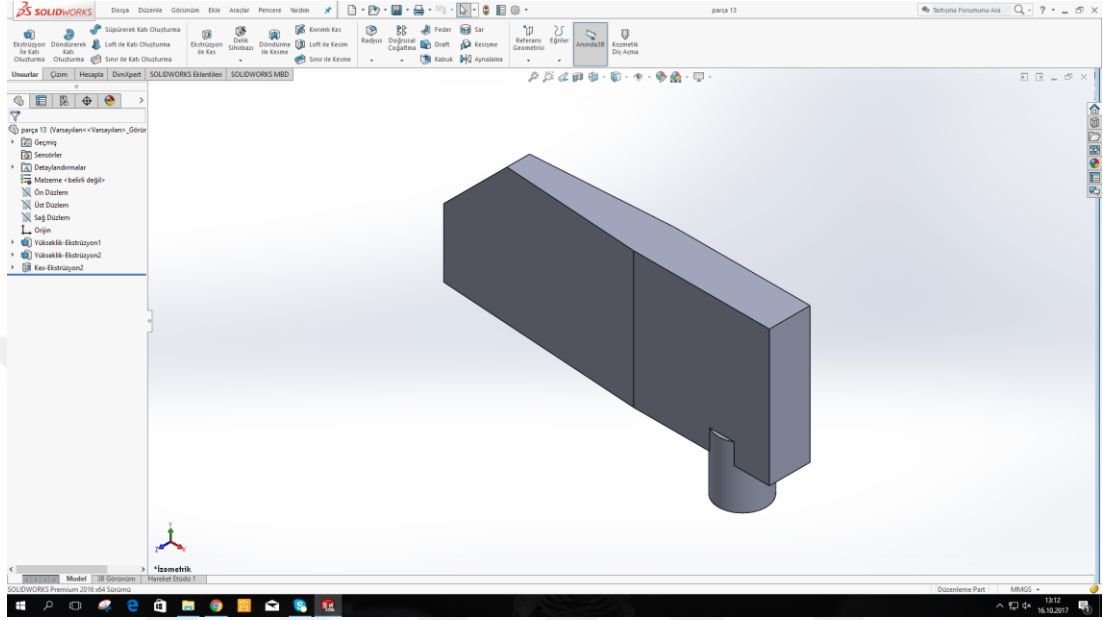 SOLIDWORKS
Dosya Düzenle Görünüm Ekle Araçlar Pencere Yardım
parça 13
Tartışma Forumunu Ara
Ekstrüzyon İle Katı Oluşturma
Döndürerek Katı Oluşturma
Süpürerek Katı Oluşturma
Loft ile Katı Oluşturma
Sınır ile Katı Oluşturma
Ekstrüzyon ile Kes
Delik Sihirbazı
Döndürme ile Kesme
Kıvrımlı Kes
Loft ile Kesim
Sınır ile Kesme
Radyus
Doğrusal Çoğaltma
Feder
Draft
Kabuk
Sar
Kesişme
Aynalama
Referans Geometrisi
Eğriler
Anında3B
Kozmetik Diş Açma
Unsurlar Çizim Hesapla DimXpert SOLIDWORKS Eklentileri SOLIDWORKS MBD
parça 13 (Varsayılan<<Varsayılan>_Görür
Geçmiş
Sensörler
Detaylandırmalar
Malzeme <belirli değil>
Ön Düzlem
Üst Düzlem
Sağ Düzlem
Orijin
Yükseklik-Ekstrüzyon1
Yükseklik-Ekstrüzyon2
Kes-Ekstrüzyon2
Y
Z
X
*İzometrik
Model 3B Görünüm Hareket Etüdü 1
SOLIDWORKS Premium 2016 x64 Sürümü
Düzenleme Part MMGS
13:12
16.10.2017